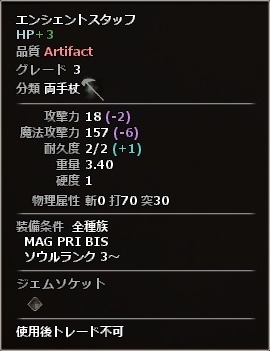 エンシェントスタッフ
HP+3
品質 Artifact
グレード 3
分類 両手杖
攻撃力 18 (-2)
魔法攻撃力 157 (-6)
耐久度 2/2 (+1)
重量 3.40
硬度 1
物理属性 斬0 打70 突30
装備条件 全種族
MAG PRI BIS
ソウルランク 3～
ジェムソケット
使用後トレード不可